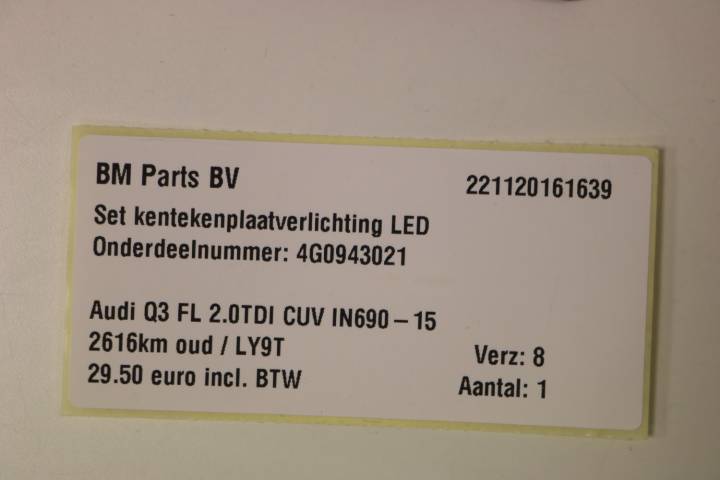 BM Parts BV 221120161639
Set kentekenplaatverlichting LED
Onderdeelnummer: 4G0943021
Audi Q3 FL 2.0TDI CUV IN690-15
2616km oud / LY9T Verz: 8
29.50 euro incl. BTW Aantal: 1